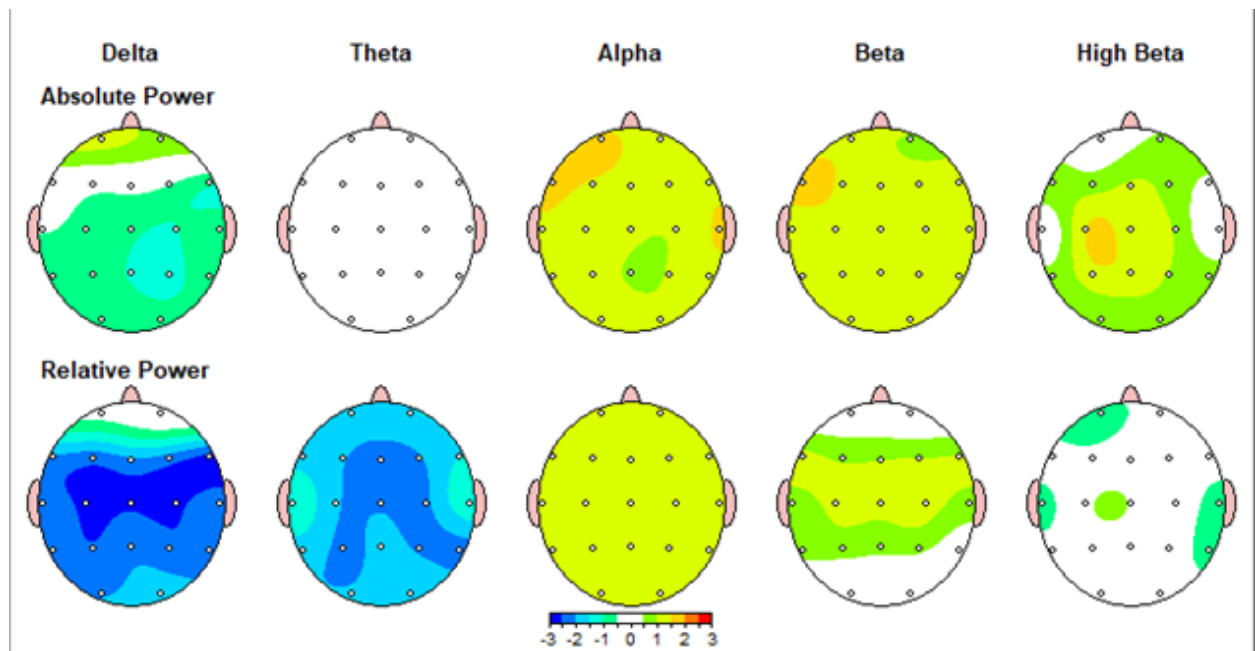 Delta Theta Alpha Beta High Beta
Absolute Power
Relative Power
-3 -2 -1 0 1 2 3